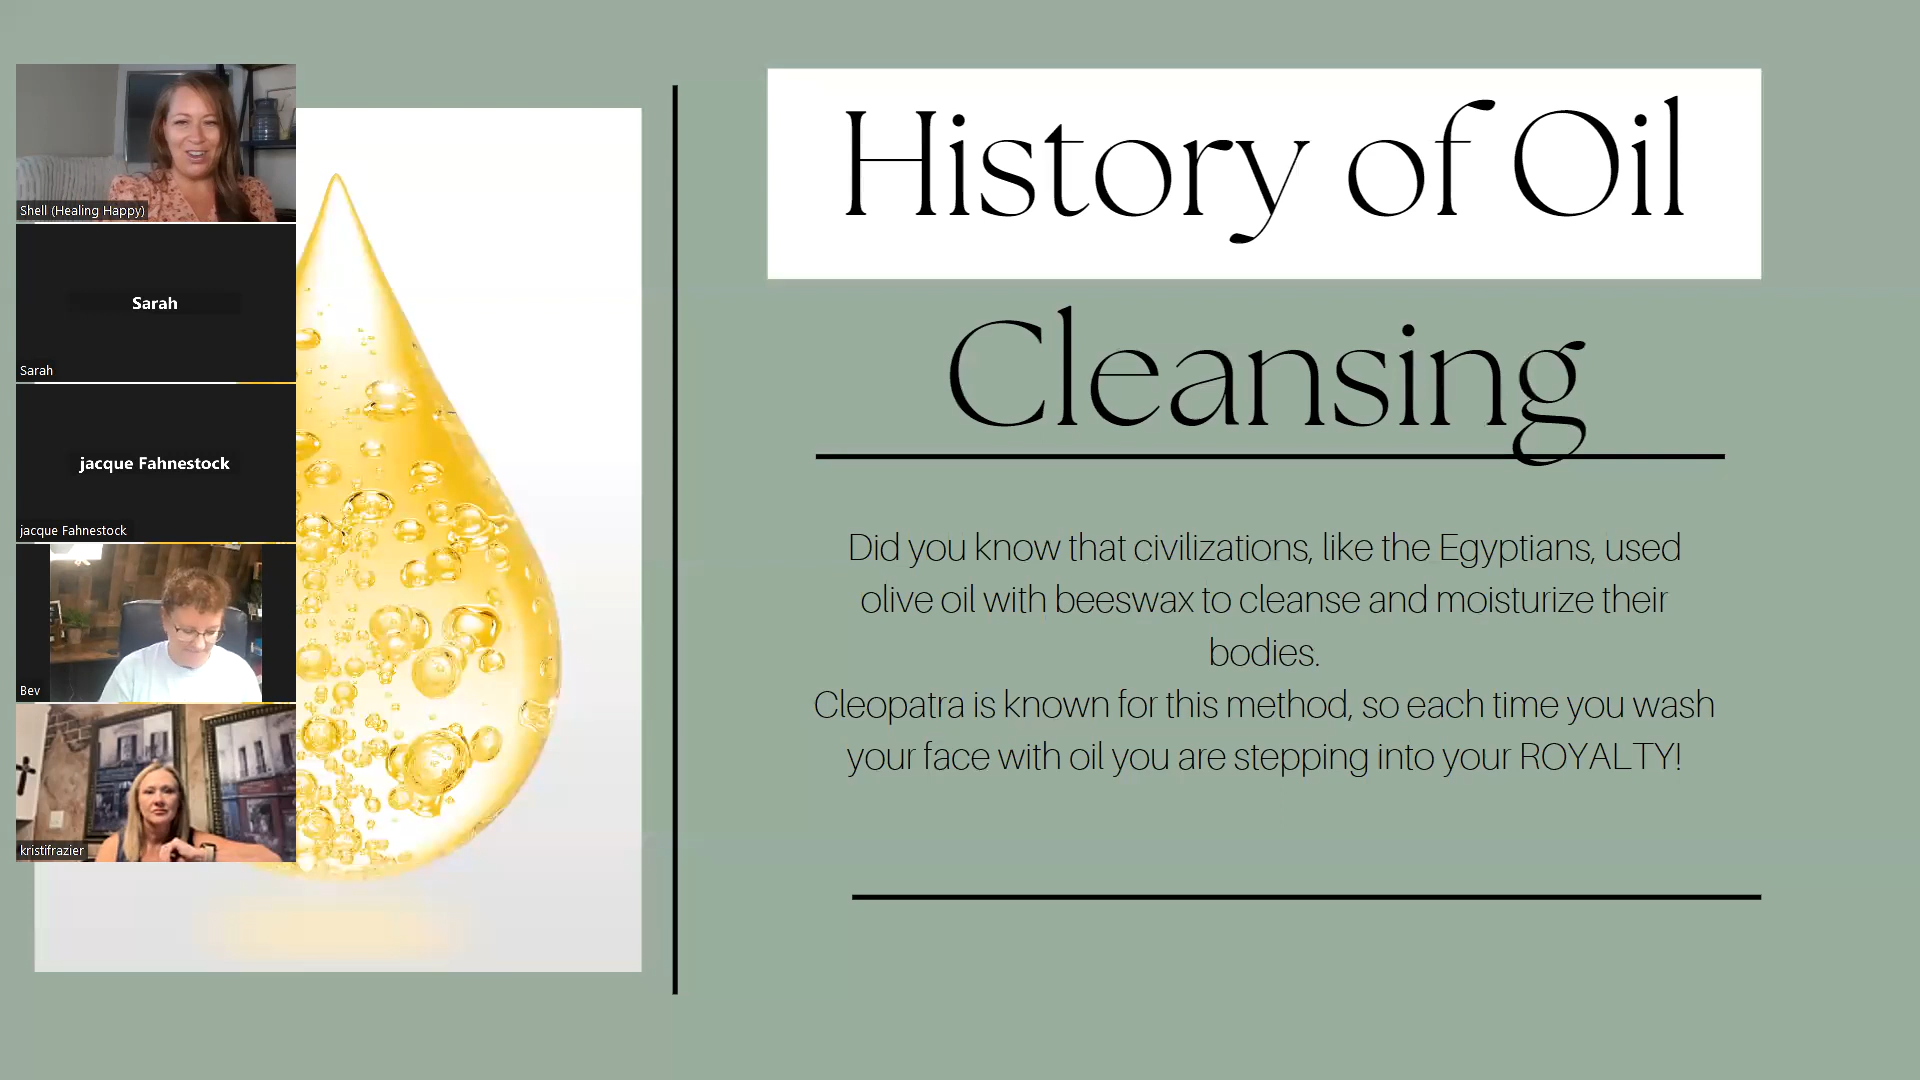 Shell (Healing Happy)
Sarah
Sarah
jacque Fahnestock
jacque Fahnestock
Bev
kristifrazier
History of Oil
Cleansing
Did you know that civilizations, like the Egyptians, used
olive oil with beeswax to cleanse and moisturize their
bodies.
Cleopatra is known for this method, so each time you wash
your face with oil you are stepping into your ROYALTY!